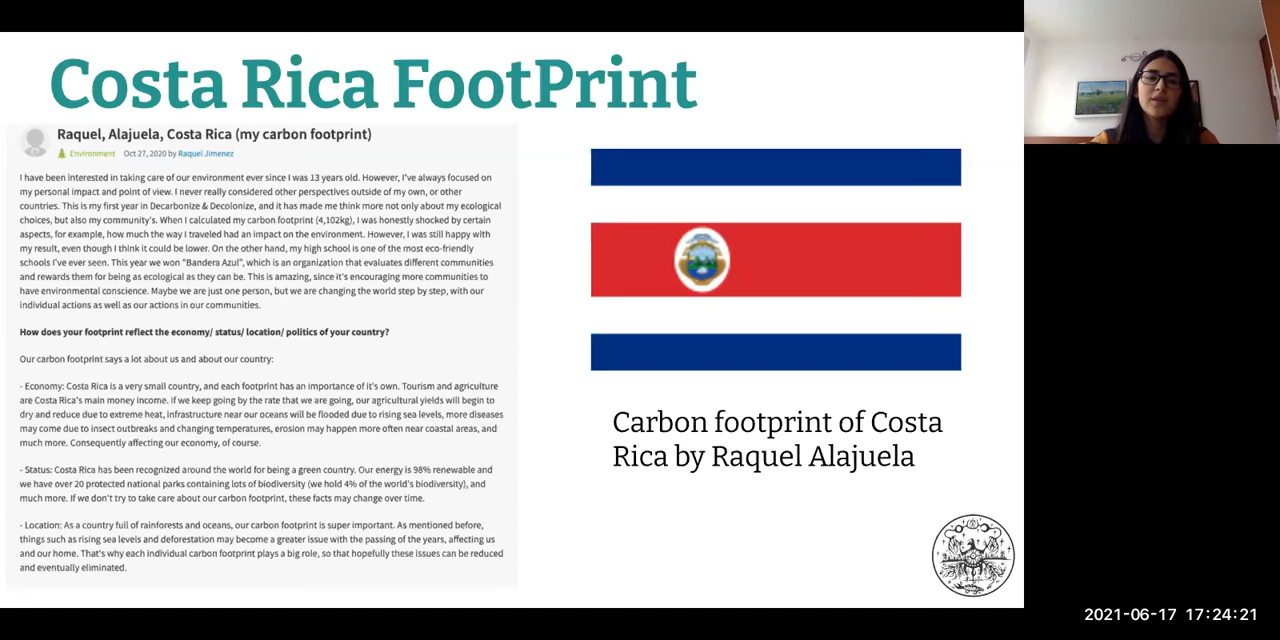 Costa Rica FootPrint
Raquel, Alajuela, Costa Rica (my carbon footprint)
Environment Oct 27, 2020 by Raquel Jimenez
I have been interested in taking care of our environment ever since I was 13 years old. However, I've always focused on
my personal impact and point of view. I never really considered other perspectives outside of my own, or other
countries. This is my first year in Decarbonize & Decolonize, and it has made me think more not only about my ecological
choices, but also my community's. When I calculated my carbon footprint (4,102kg), I was honestly shocked by certain
aspects, for example, how much the way I traveled had an impact on the environment. However, I was still happy with
my result, even though I think it could be lower. On the other hand, my high school is one of the most eco-friendly
schools I've ever seen. This year we won "Bandera Azul", which is an organization that evaluates different communities
and rewards them for being as ecological as they can be. This is amazing, since it's encouraging more communities to
have environmental conscience. Maybe we are just one person, but we are changing the world step by step, with our
individual actions as well as our actions in our communities.
How does your footprint reflect the economy/ status/ location/ politics of your country?
Our carbon footprint says a lot about us and about our country:
- Economy: Costa Rica is a very small country, and each footprint has an importance of it's own. Tourism and agriculture
are Costa Rica's main money income. If we keep going by the rate that we are going, our agricultural yields will begin to
dry and reduce due to extreme heat, infrastructure near our oceans will be flooded due to rising sea levels, more diseases
may come due to insect outbreaks and changing temperatures, erosion may happen more often near coastal areas, and
much more. Consequently affecting our economy, of course.
- Status: Costa Rica has been recognized around the world for being a green country. Our energy is 98% renewable and
we have over 20 protected national parks containing lots of biodiversity (we hold 4% of the world's biodiversity), and
much more. If we don't try to take care about our carbon footprint, these facts may change over time.
- Location: As a country full of rainforests and oceans, our carbon footprint is super important. As mentioned before,
things such as rising sea levels and deforestation may become a greater issue with the passing of the years, affecting us
and our home. That's why each individual carbon footprint plays a big role, so that hopefully these issues can be reduced
and eventually eliminated.
Carbon footprint of Costa
Rica by Raquel Alajuela
2021-06-17 17:24:21